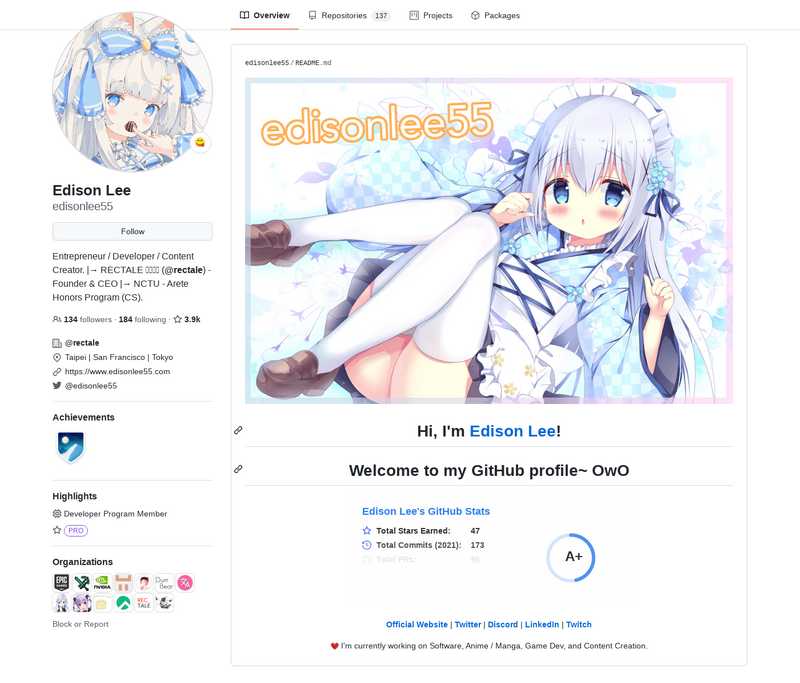 Overview
Repositories 137
Projects
Packages
Edison Lee
edisonlee55
Follow
Entrepreneur / Developer / Content
Creator. |→ RECTALE (@rectale) -
Founder & CEO |→ NCTU - Arete
Honors Program (CS).
134 followers · 184 following · 3.9k
@rectale
Taipei | San Francisco | Tokyo
https://www.edisonlee55.com
@edisonlee55
Achievements
Highlights
Developer Program Member
PRO
Organizations
EPIC GAMES
NVIDIA
REC TALE
Block or Report
edisonlee55 / README.md
edisonlee55
Hi, I'm Edison Lee!
Welcome to my GitHub profile~ OwO
Edison Lee's GitHub Stats
Total Stars Earned: 47
Total Commits (2021): 173
Total PRs:
A+
Official Website | Twitter | Discord | LinkedIn | Twitch
I'm currently working on Software, Anime / Manga, Game Dev, and Content Creation.